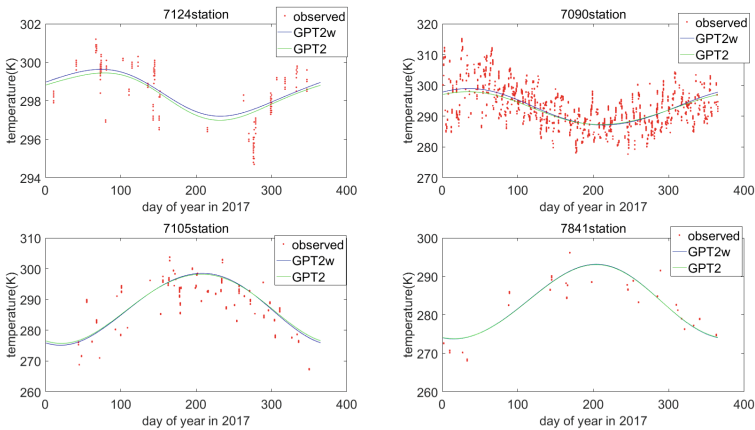 7124station
observed
GPT2w
GPT2
temperature(K)
302
300
298
296
294
0
100
200
300
400
day of year in 2017
7090station
observed
GPT2w
GPT2
temperature(K)
320
310
300
290
280
270
0
100
200
300
400
day of year in 2017
7105station
observed
GPT2w
GPT2
temperature(K)
310
300
290
280
270
260
0
100
200
300
400
day of year in 2017
7841station
observed
GPT2w
GPT2
temperature(K)
300
290
280
270
260
0
100
200
300
400
day of year in 2017